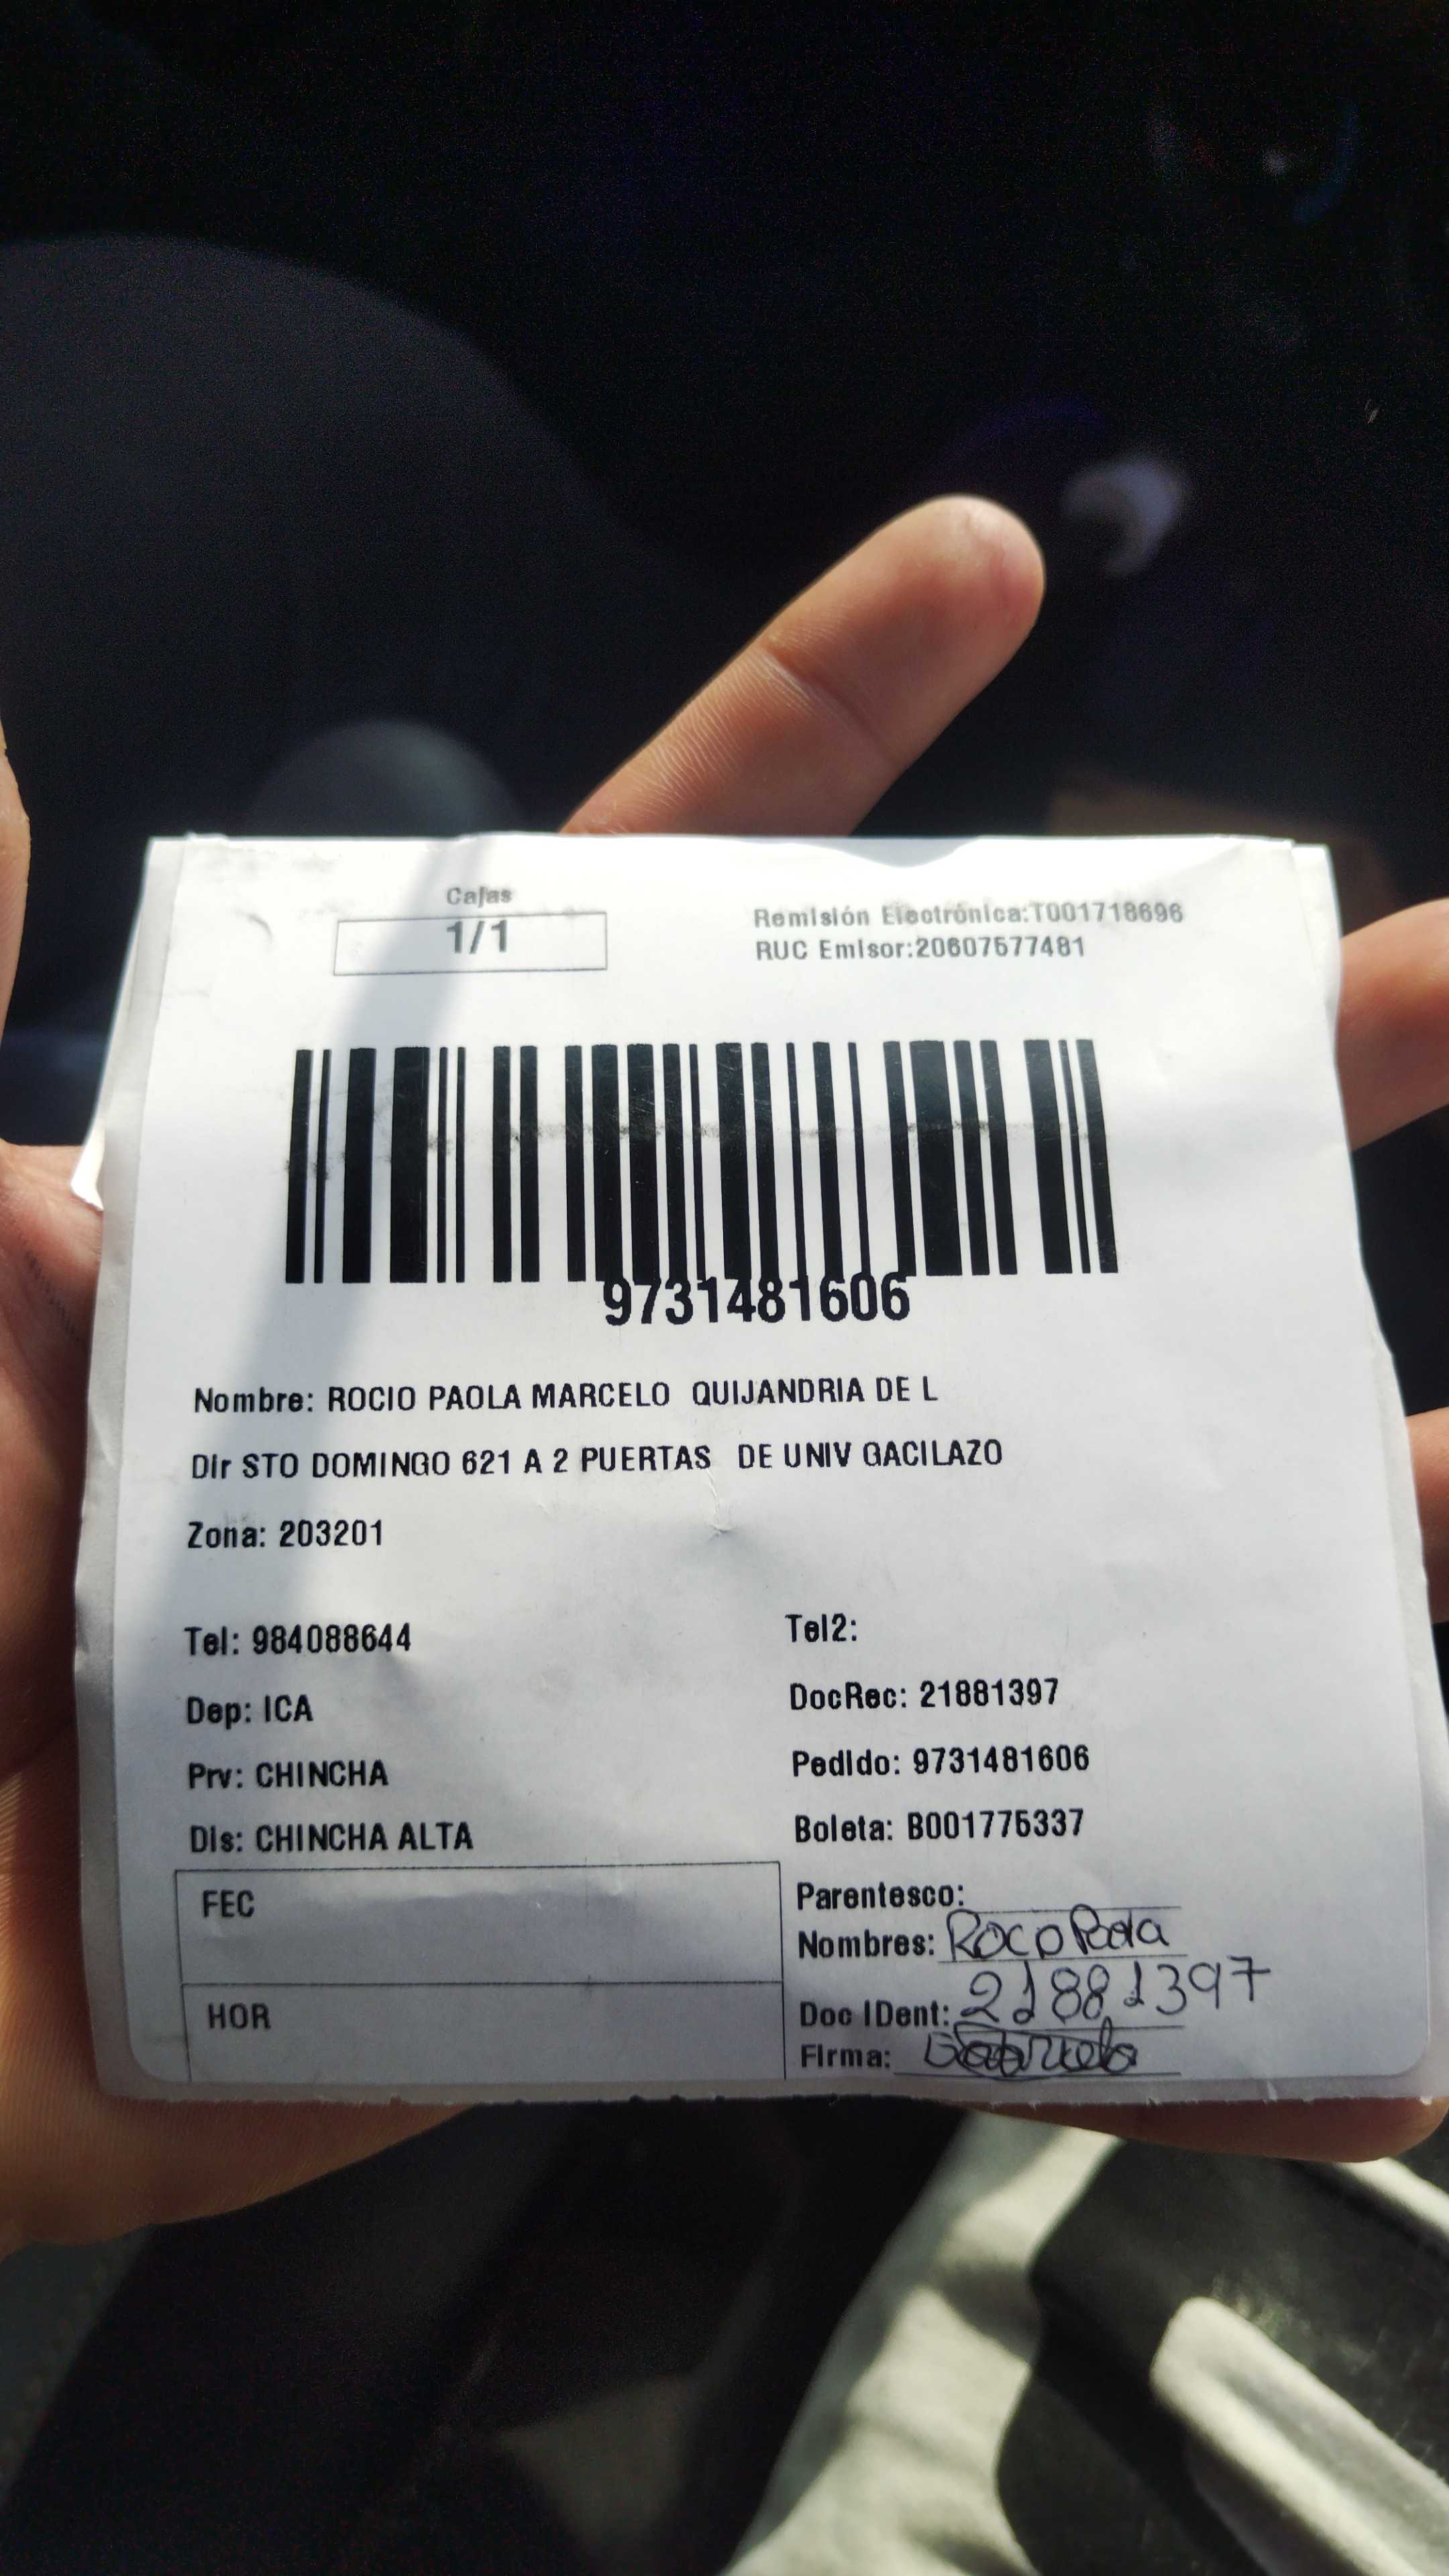 Cajas
1/1
Remisión Electrónica:T001718696
RUC Emisor:20607577481
9731481606
Nombre: ROCIO PAOLA MARCELO QUIJANDRIA DE L
Dir STO DOMINGO 621 A 2 PUERTAS DE UNIV GACILAZO
Zona: 203201
Tel: 984088644
Tel2:
Dep: ICA
DocRec: 21881397
Prv: CHINCHA
Pedido: 9731481606
Dis: CHINCHA ALTA
Boleta: B001775337
FEC
Parentesco:
Nombres: Roco Paola
HOR
Doc IDent: 21881397
Firma: